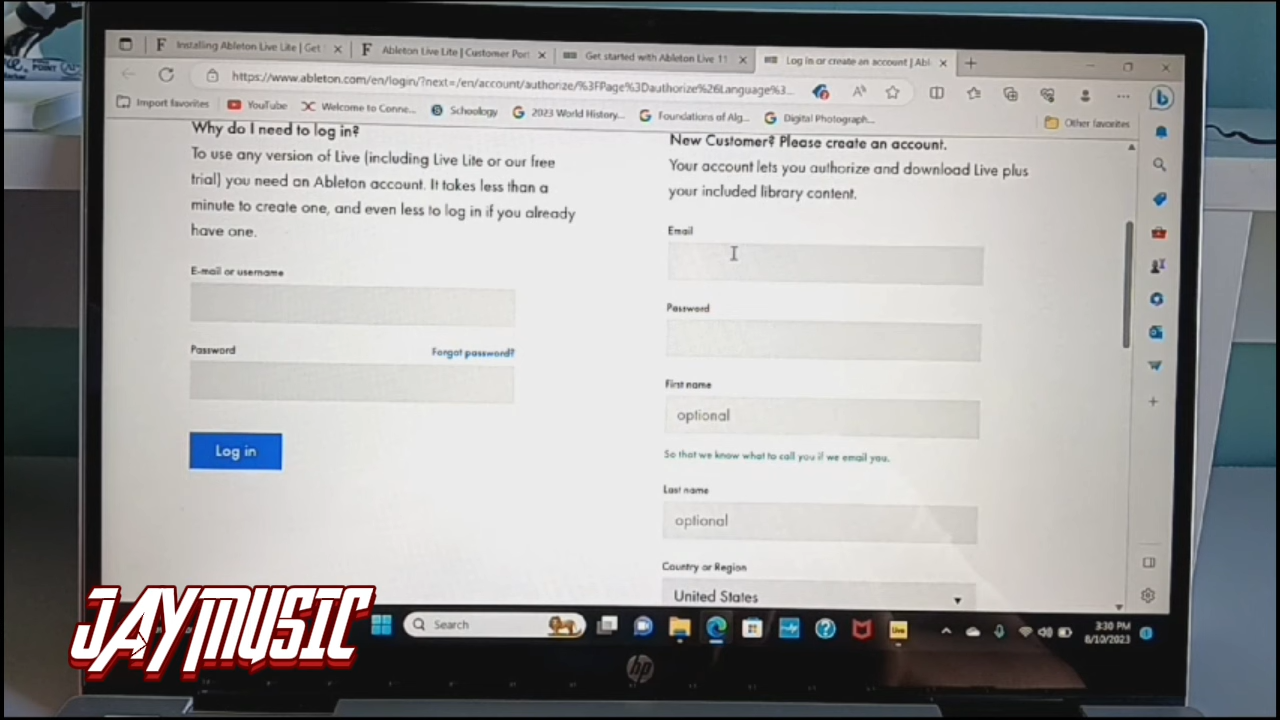 Installing Ableton Live Lite | Get
Ableton Live Lite | Customer Por
Get started with Ableton Live 11
Log in or create an account | Abl
https://www.ableton.com/en/login/?next=/en/account/authorize/%3FPage%3Dauthorize%26Language%3...
Import favorites
YouTube
Welcome to Conne...
Schoology
2023 World History...
Foundations of Alg...
Digital Photograph...
Other favorites
Why do I need to log in?
To use any version of Live (including Live Lite or our free
trial) you need an Ableton account. It takes less than a
minute to create one, and even less to log in if you already
have one.
E-mail or username
Password
Forgot password?
Log in
New Customer? Please create an account.
Your account lets you authorize and download Live plus
your included library content.
Email
Password
First name
optional
So that we know what to call you if we email you.
Last name
optional
Country or Region
United States
Search
Live
3:30 PM
8/10/2023
hp
JAYMUSIC